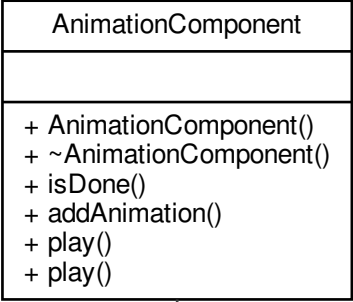 AnimationComponent
+ AnimationComponent()
+ ~AnimationComponent()
+ isDone()
+ addAnimation()
+ play()
+ play()